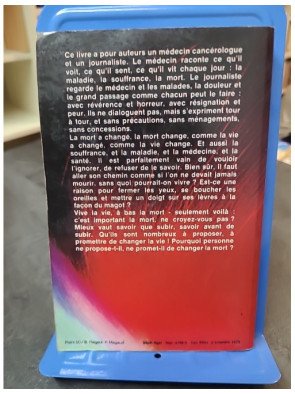 Ce livre a pour auteurs un médecin cancérologue
et un journaliste. Le médecin raconte ce qu'il
voit, ce qu'il sent, ce qu'il vit chaque jour : la
maladie, la souffrance, la mort. Le journaliste
regarde le médecin et les malades, la douleur et
le grand passage comme chacun peut le faire :
avec révérence et horreur, avec résignation et
peur. Ils ne dialoguent pas, mais s'expriment tour
à tour, et sans précautions, sans ménagements,
sans concessions.
La mort a changé, la mort change, comme la vie
a changé, comme la vie change. Et aussi la
souffrance, et la maladie, et la médecine, et la
santé. Il est parfaitement vain de vouloir
l'ignorer, de refuser de le savoir. Bien sûr, il faut
aller son chemin comme si l'on ne devait jamais
mourir, sans quoi pourrait-on vivre ? Est-ce une
raison pour fermer les yeux, se boucher les
oreilles et mettre un doigt sur ses lèvres à la
façon du magot ?
Vive la vie, à bas la mort - seulement voilà :
c'est important la mort, ne croyez-vous pas ?
Mieux vaut savoir que subir, savoir avant de
subir. Qu'ils sont nombreux à proposer, à
promettre de changer la vie ! Pourquoi personne
ne propose-t-il, ne promet-il de changer la mort ?